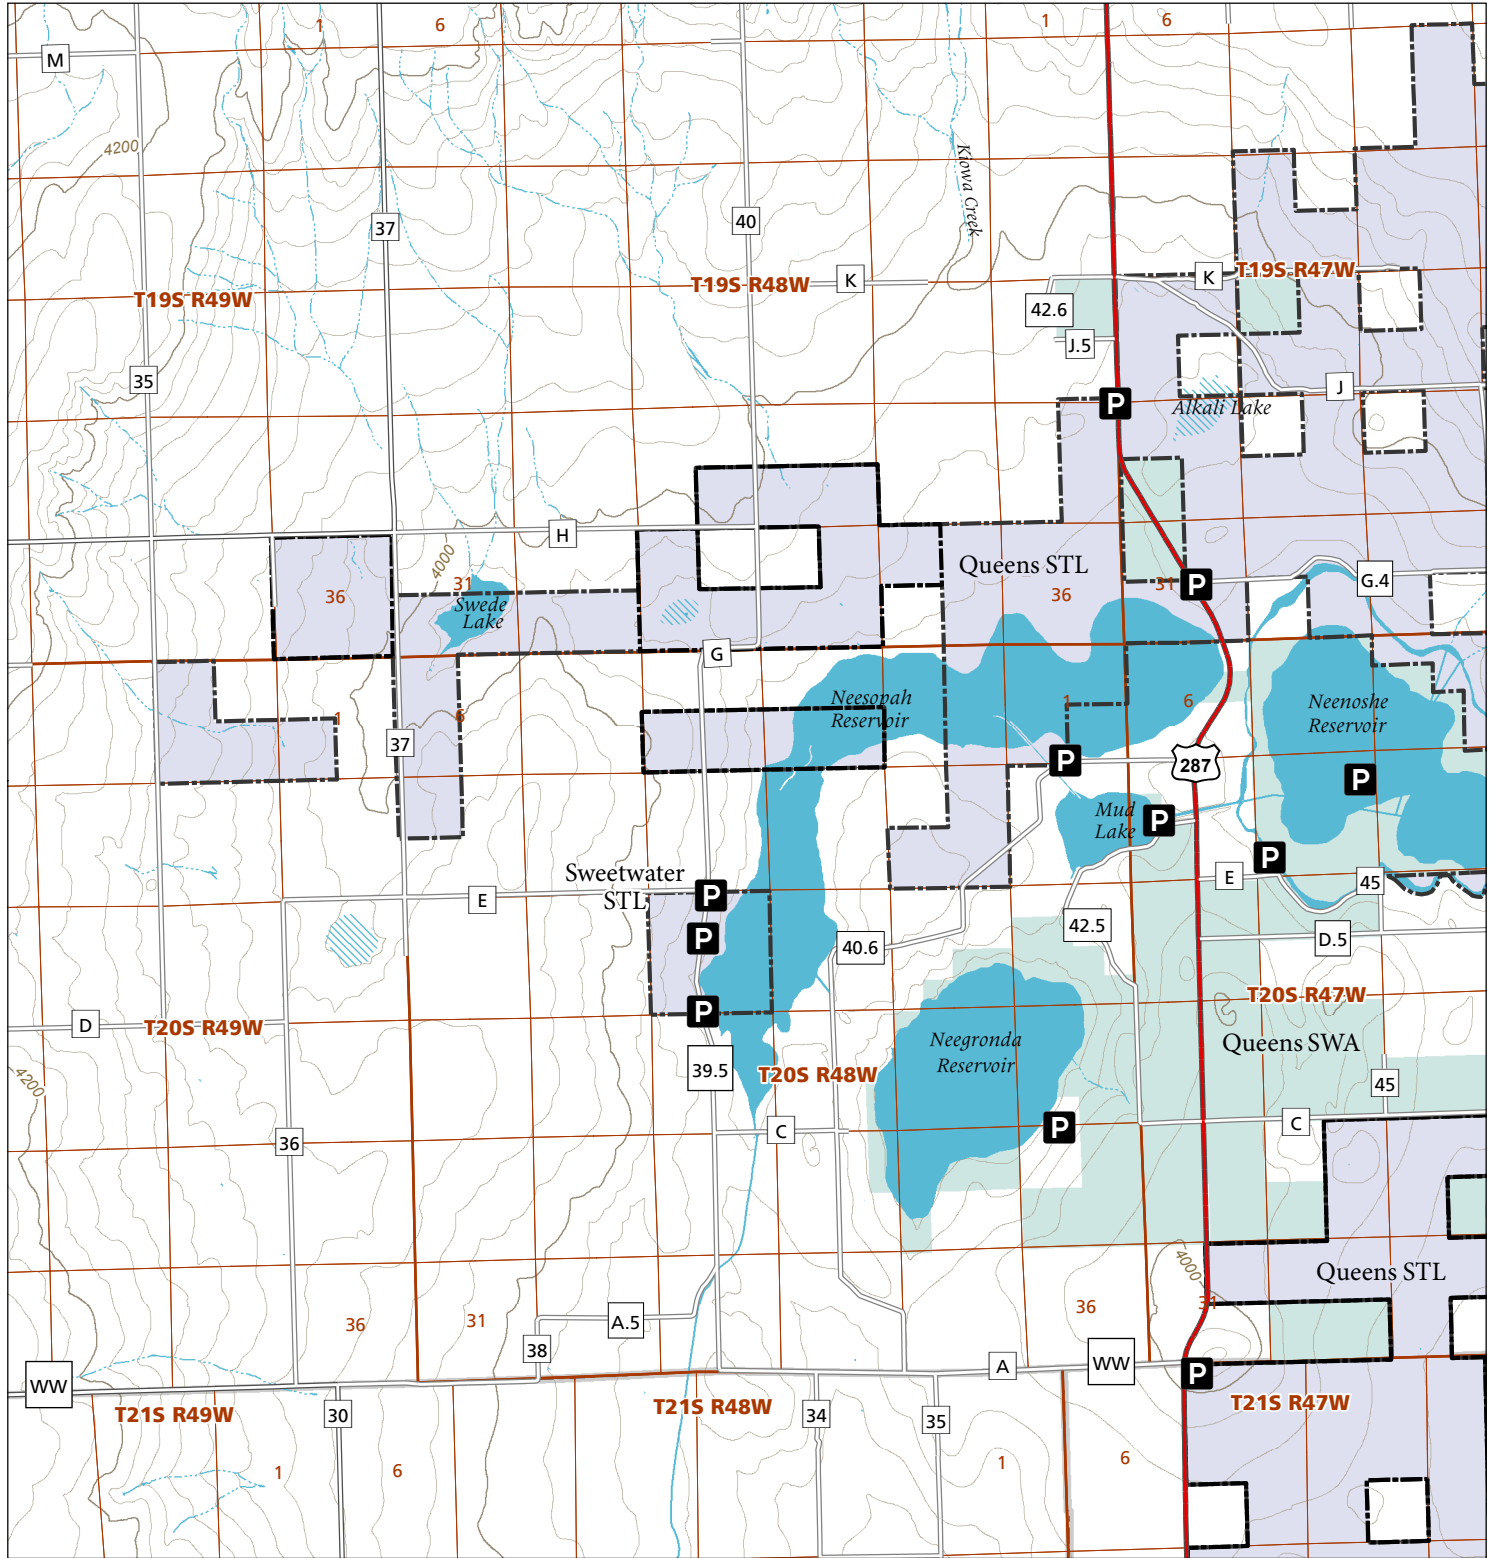 1
6
1
6
M
4200
Kiowa Creek
37
40
K
K
T19S R47W
T19S R48W
T19S R49W
42.6
J.5
35
J
P
Alkali Lake
H
4000
Queens STL
31
P
G.4
36
31
36
Swede
Lake
G
Neesopah
Reservoir
1
6
Neenoshe
Reservoir
1
6
37
P
287
P
Mud
Lake
P
P
Sweetwater
STL
P
E
E
45
42.5
P
40.6
D.5
T20S R47W
P
D
T20S R49W
Neegronda
Reservoir
Queens SWA
39.5
T20S R48W
4200
45
C
P
C
36
4000
Queens STL
36
31
A.5
36
31
38
A
WW
P
WW
T21S R49W
30
T21S R48W
34
35
T21S R47W
1
6
1
6